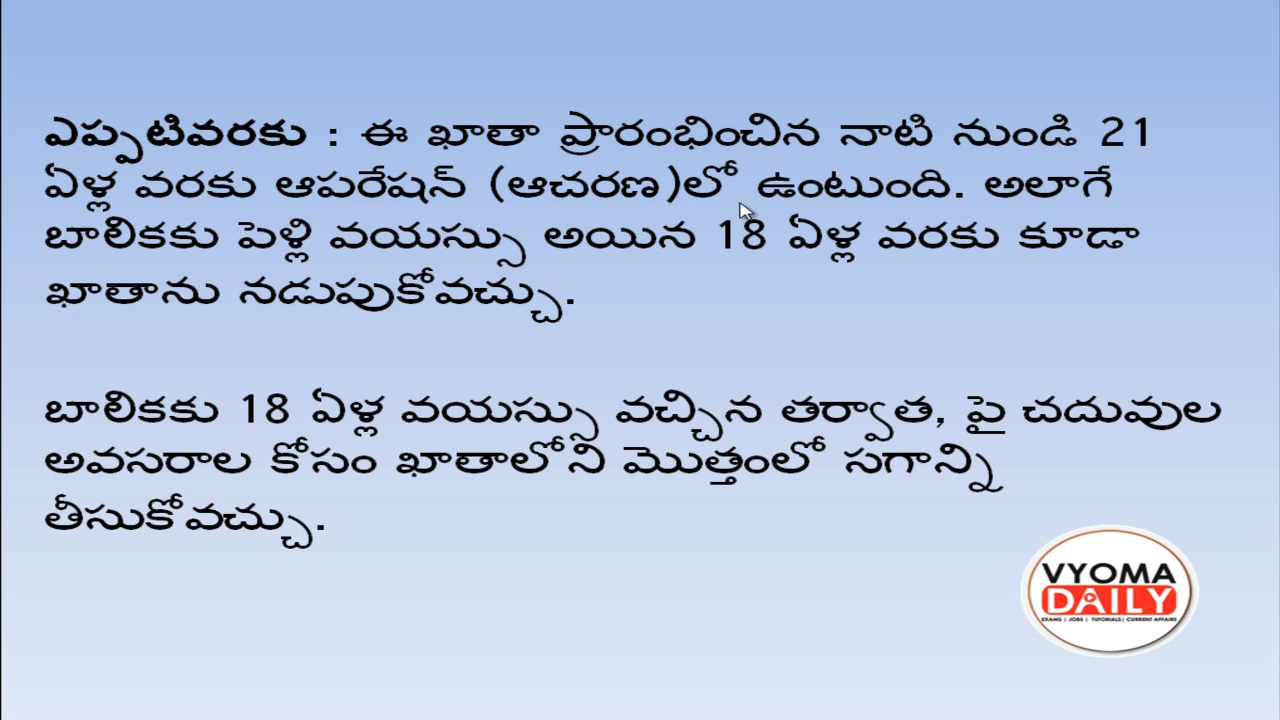 ఎప్పటివరకు : ఈ ఖాతా ప్రారంభించిన నాటి నుండి 21
ఏళ్ల వరకు ఆపరేషన్ (ఆచరణ)లో ఉంటుంది. అలాగే
బాలికకు పెళ్లి వయస్సు అయిన 18 ఏళ్ల వరకు కూడా
ఖాతాను నడుపుకోవచ్చు.
బాలికకు 18 ఏళ్ల వయస్సు వచ్చిన తర్వాత, పై చదువుల
అవసరాల కోసం ఖాతాలోని మొత్తంలో సగాన్ని
తీసుకోవచ్చు.
VYOMA
DAILY
EXAMS | JOBS | TUTORIALS | CURRENT AFFAIRS